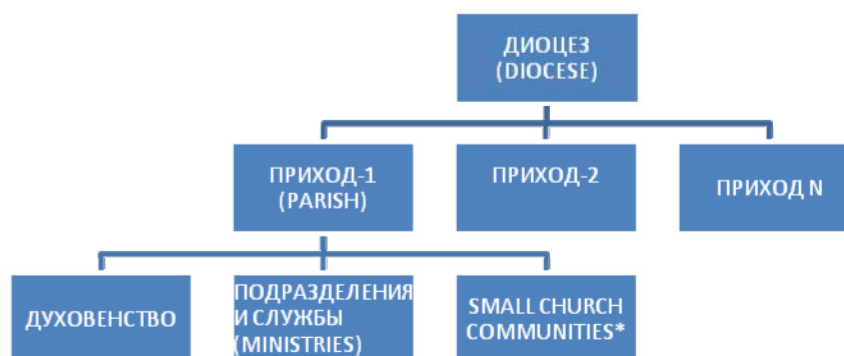 ДИОЦЕЗ
(DIOCESE)
ПРИХОД-1
(PARISH)
ПРИХОД-2
ПРИХОД N
ДУХОВЕНСТВО
ПОДРАЗДЕЛЕНИЯ
И СЛУЖБЫ
(MINISTRIES)
SMALL CHURCH
COMMUNITIES*